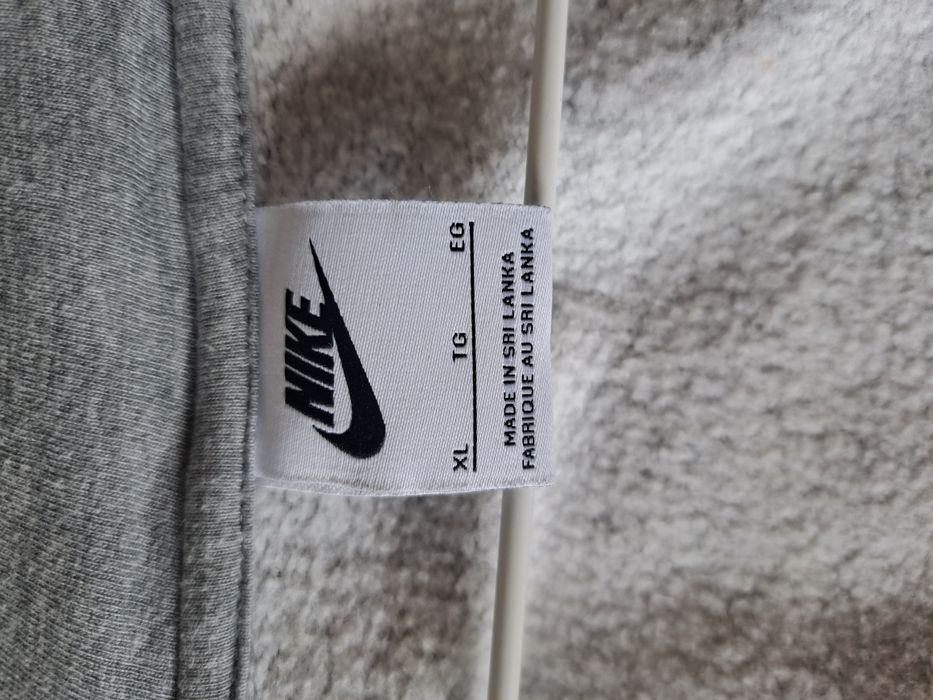 NIKE
XL TG EG
MADE IN SRI LANKA
FABRIQUE AU SRI LANKA